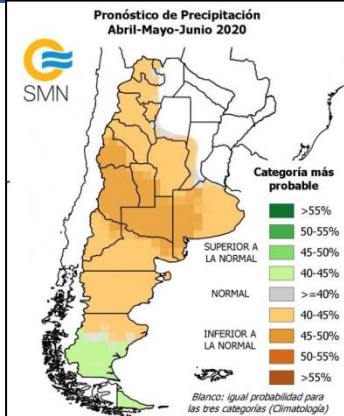 Pronóstico de Precipitación
Abril-Mayo-Junio 2020
SMN
Categoría más
probable
>55%
50-55%
SUPERIOR A
LA NORMAL
45-50%
40-45%
NORMAL
>=40%
40-45%
INFERIOR A
LA NORMAL
45-50%
50-55%
>55%
Blanco: igual probabilidad para
las tres categorías (Climatología)